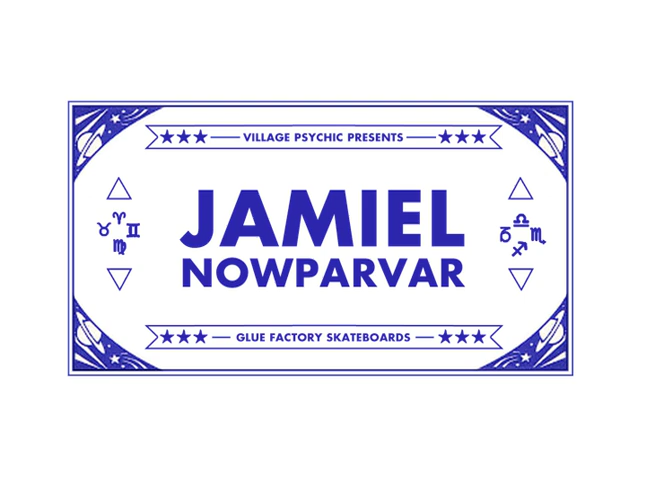 VILLAGE PSYCHIC PRESENTS
JAMIEL
NOWPARVAR
GLUE FACTORY SKATEBOARDS